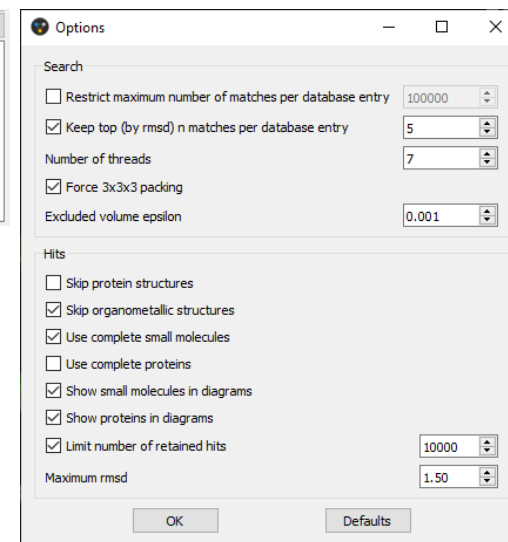 Options
Search
Restrict maximum number of matches per database entry 100000
Keep top (by rmsd) n matches per database entry 5
Number of threads 7
Force 3x3x3 packing
Excluded volume epsilon 0.001
Hits
Skip protein structures
Skip organometallic structures
Use complete small molecules
Use complete proteins
Show small molecules in diagrams
Show proteins in diagrams
Limit number of retained hits 10000
Maximum rmsd 1.50
OK Defaults